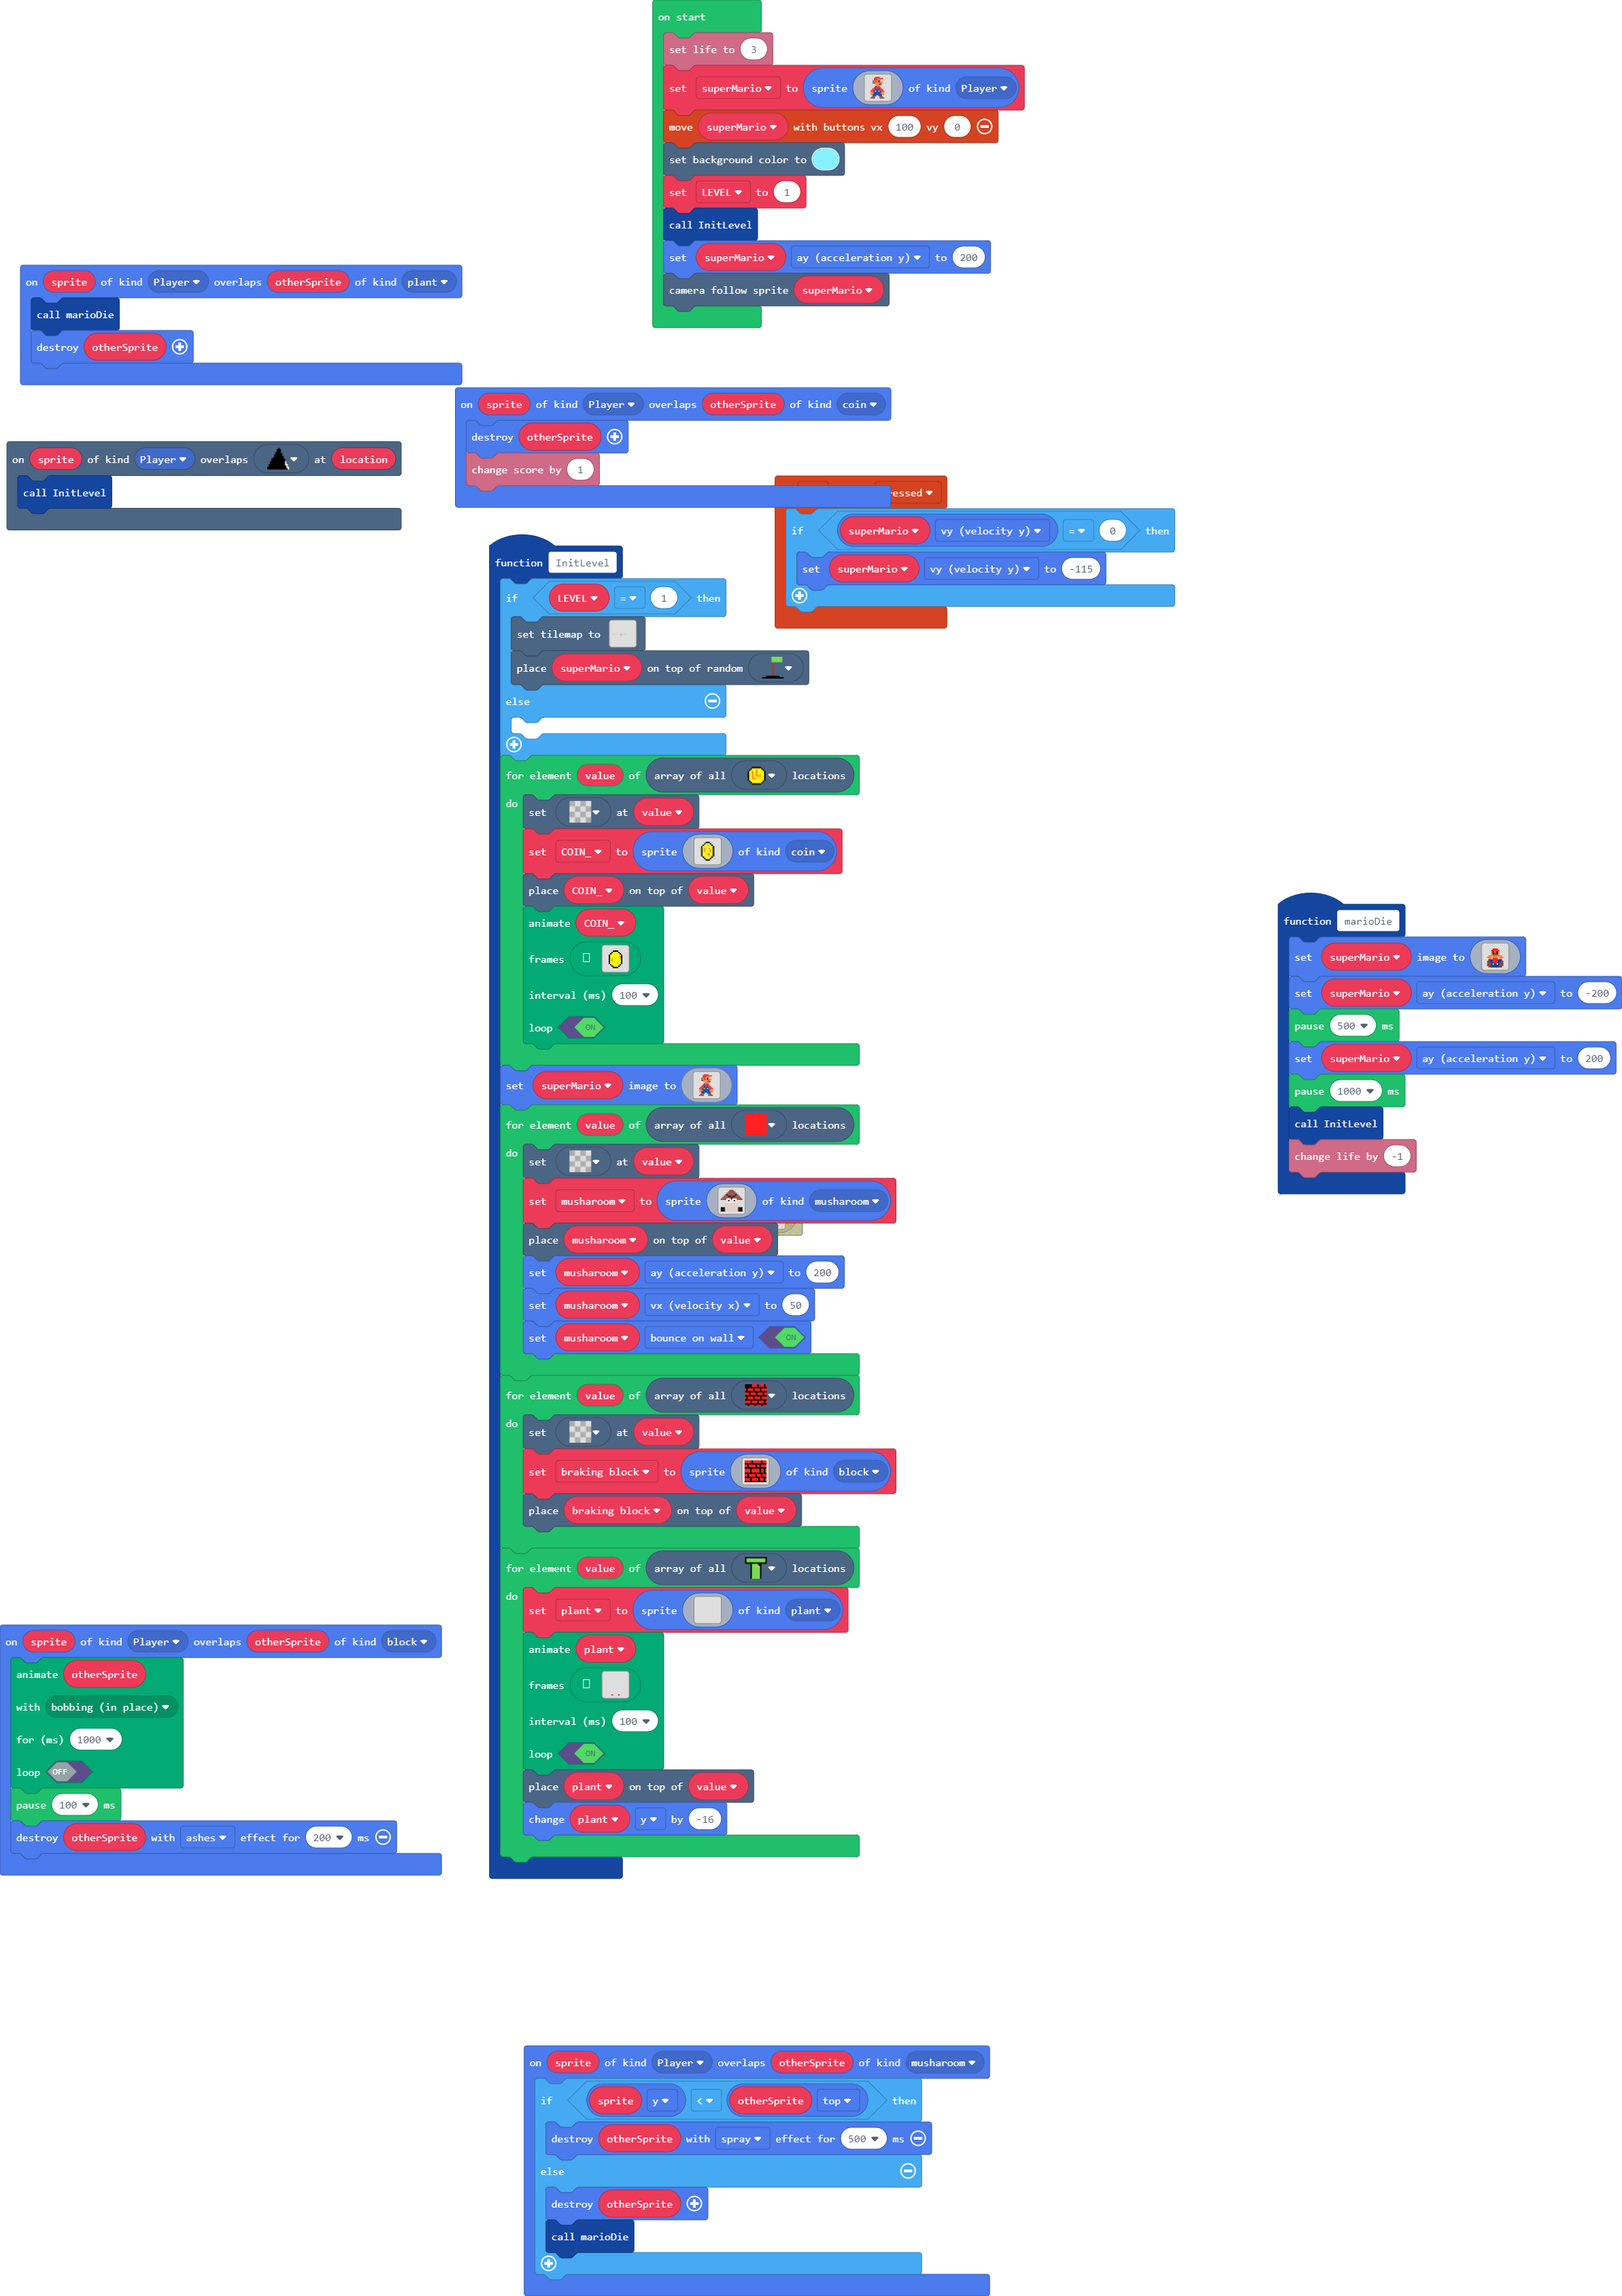 on start
set life to 3
set superMario to sprite of kind Player
move superMario with buttons vx 100 vy 0
set background color to
set LEVEL to 1
call InitLevel
set superMario ay (acceleration y) to 200
camera follow sprite superMario
on sprite of kind Player overlaps otherSprite of kind plant
call marioDie
destroy otherSprite
on sprite of kind Player overlaps otherSprite of kind coin
destroy otherSprite
change score by 1
on sprite of kind Player overlaps at location
call InitLevel
essed
if superMario vy (velocity y) = 0 then
set superMario vy (velocity y) to -115
function InitLevel
if LEVEL = 1 then
set tilemap to
place superMario on top of random
else
for element value of array of all locations
do
set at value
set COIN_ to sprite of kind coin
place COIN_ on top of value
animate COIN_
frames
interval (ms) 100
loop ON
set superMario image to
for element value of array of all locations
do
set at value
set musharoom to sprite of kind musharoom
place musharoom on top of value
set musharoom ay (acceleration y) to 200
set musharoom vx (velocity x) to 50
set musharoom bounce on wall ON
for element value of array of all locations
do
set at value
set braking block to sprite of kind block
place braking block on top of value
for element value of array of all locations
do
set plant to sprite of kind plant
animate plant
frames
interval (ms) 100
loop ON
place plant on top of value
change plant y by -16
function marioDie
set superMario image to
set superMario ay (acceleration y) to -200
pause 500 ms
set superMario ay (acceleration y) to 200
pause 1000 ms
call InitLevel
change life by -1
on sprite of kind Player overlaps otherSprite of kind block
animate otherSprite
with bobbing (in place)
for (ms) 1000
loop OFF
pause 100 ms
destroy otherSprite with ashes effect for 200 ms
on sprite of kind Player overlaps otherSprite of kind musharoom
if sprite y < otherSprite top then
destroy otherSprite with spray effect for 500 ms
else
destroy otherSprite
call marioDie